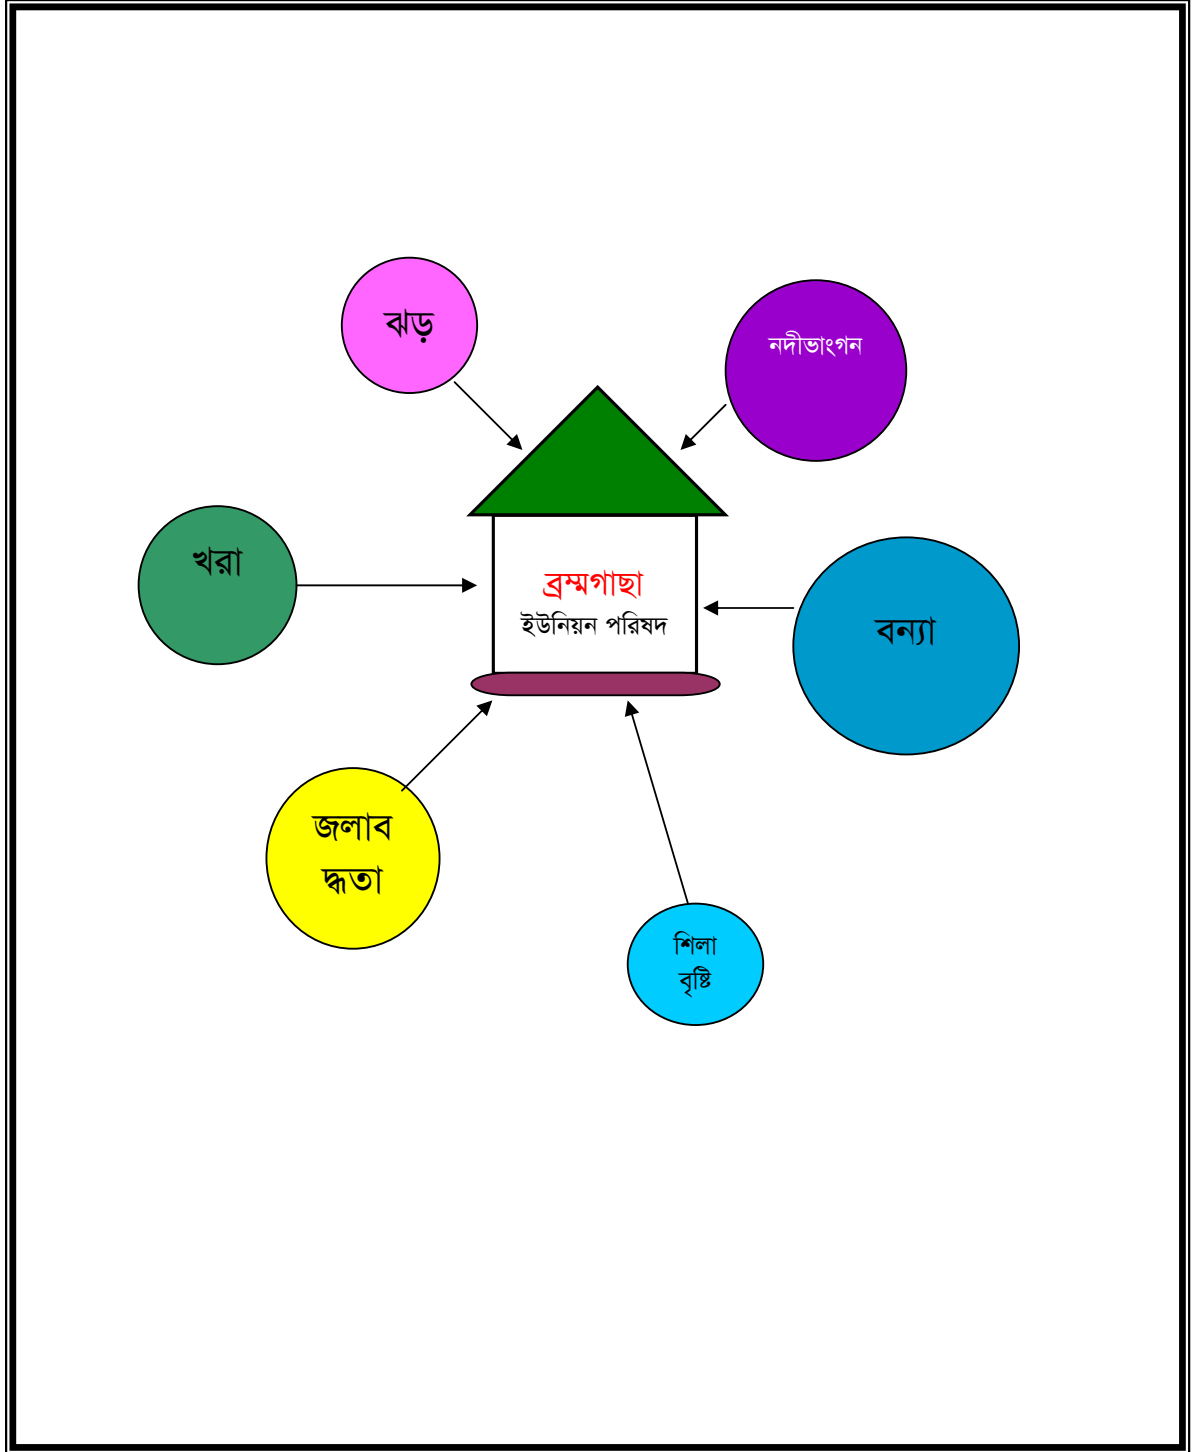 ঝড়
নদীভাংগন
খরা
ব্রম্মগাছা
ইউনিয়ন পরিষদ
বন্যা
জলাব
দ্ধতা
শিলা
বৃষ্টি